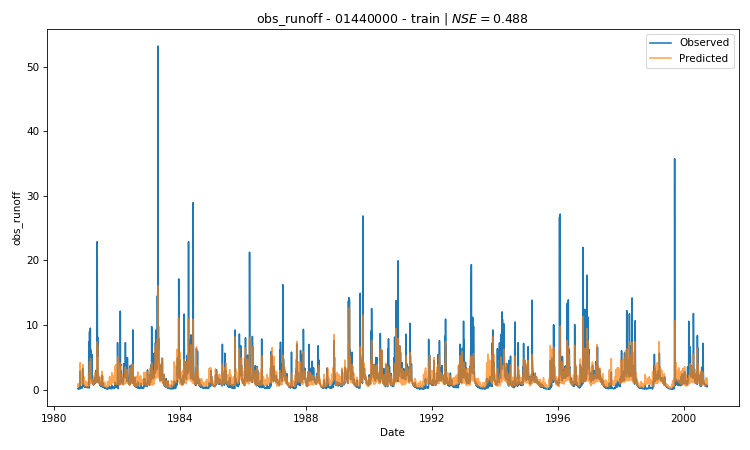 obs_runoff - 01440000 - train | NSE = 0.488
Observed
Predicted
obs_runoff
50
40
30
20
10
0
1980
1984
1988
1992
1996
2000
Date